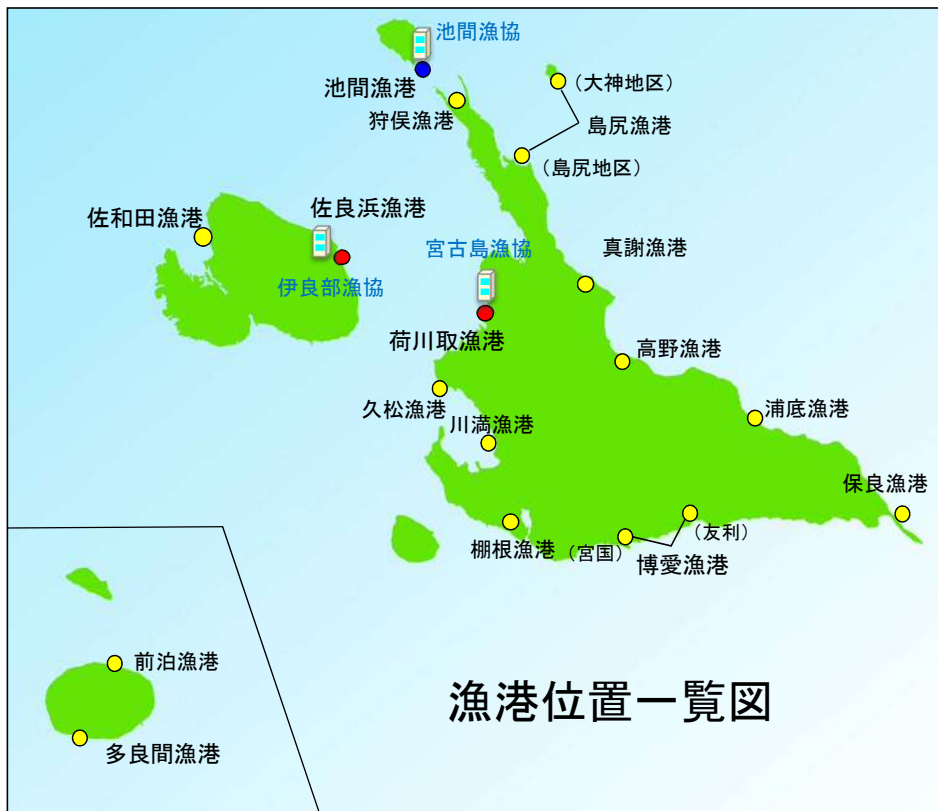 池間漁協
池間漁港
狩俣漁港
（大神地区）
島尻漁港
（島尻地区）
佐良浜漁港
佐和田漁港
伊良部漁協
宮古島漁協
真謝漁港
荷川取漁港
高野漁港
久松漁港
川満漁港
浦底漁港
保良漁港
棚根漁港
（宮国）
（友利）
博愛漁港
前泊漁港
多良間漁港
漁港位置一覧図